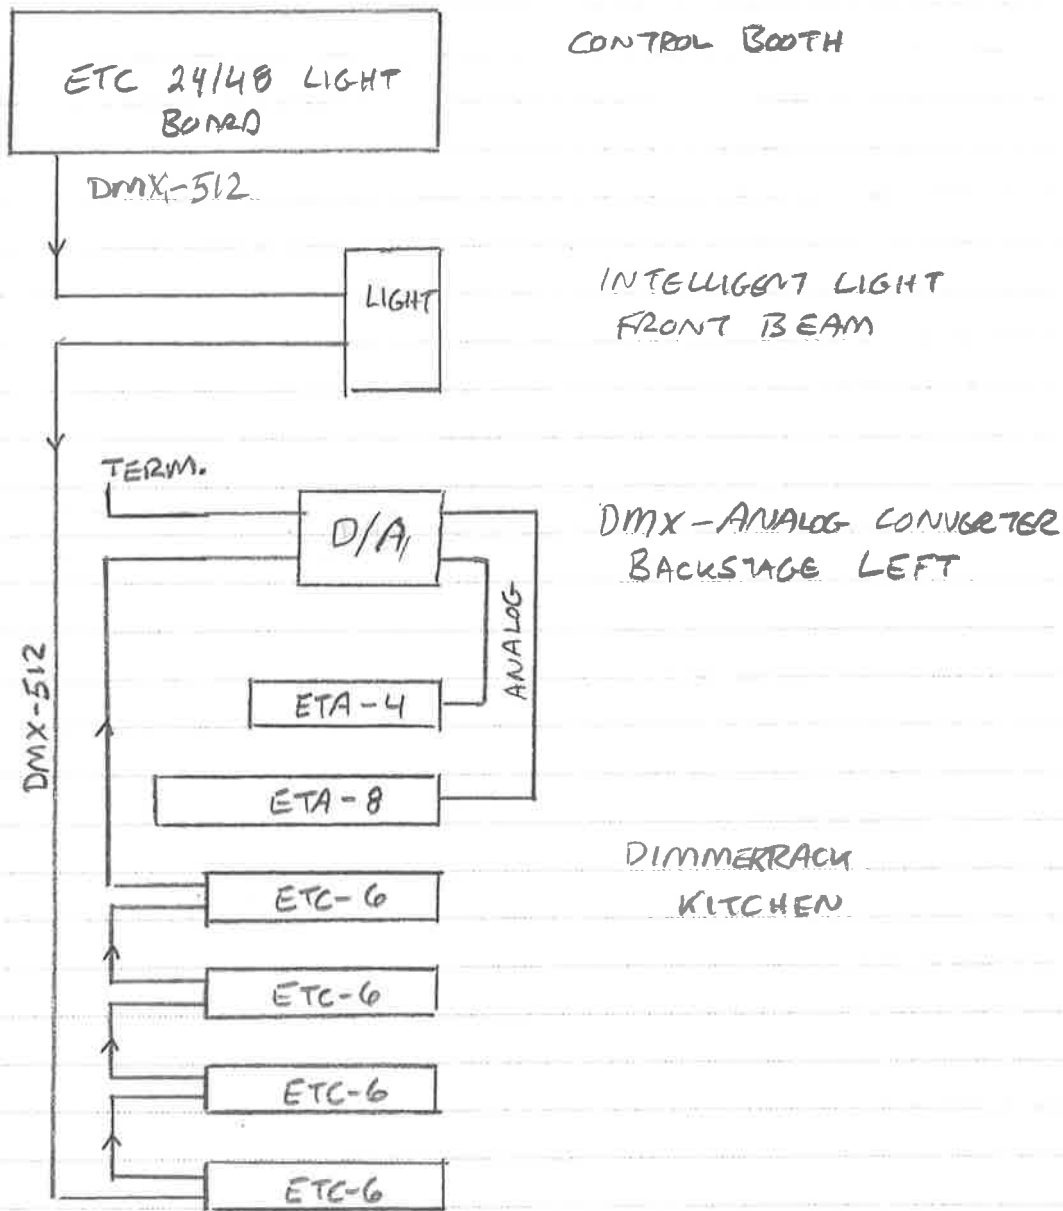 CONTROL BOOTH
ETC 24/48 LIGHT
BOARD
DMX-512
LIGHT
INTELLIGENT LIGHT
FRONT BEAM
TERM.
D/A
DMX-ANALOG CONVERTER
BACKSTAGE LEFT
ANALOG
DMX-512
ETA-4
ETA-8
DIMMERRACK
KITCHEN
ETC-6
ETC-6
ETC-6
ETC-6